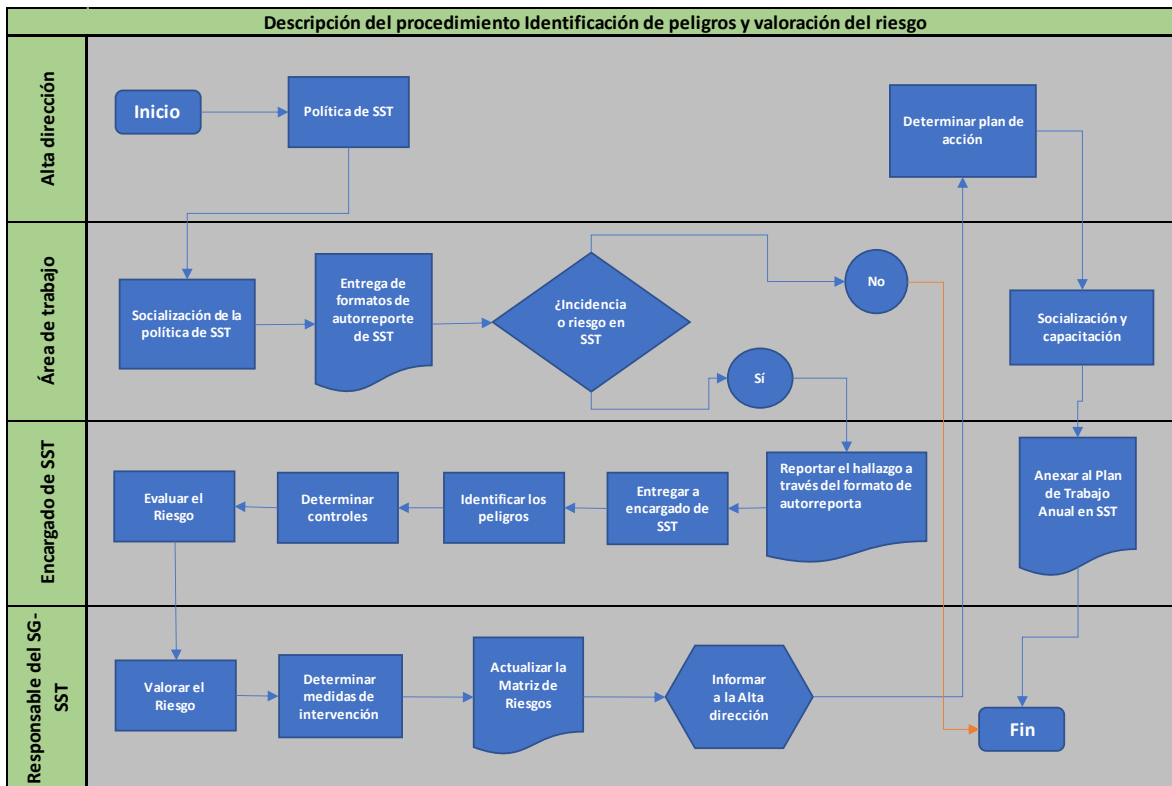 Descripción del procedimiento Identificación de peligros y valoración del riesgo
Alta dirección
Inicio
Política de SST
Determinar plan de
acción
Área de trabajo
Socialización de la
política de SST
Entrega de
formatos de
autorreporte
de SST
¿Incidencia
o riesgo en
SST
No
Sí
Socialización y
capacitación
Encargado de SST
Evaluar el
Riesgo
Determinar
controles
Identificar los
peligros
Entregar a
encargado de
SST
Reportar el hallazgo a
través del formato de
autorreporta
Anexar al Plan
de Trabajo
Anual en SST
Responsable del SG-
SST
Valorar el
Riesgo
Determinar
medidas de
intervención
Actualizar la
Matriz de
Riesgos
Informar
a la Alta
dirección
Fin